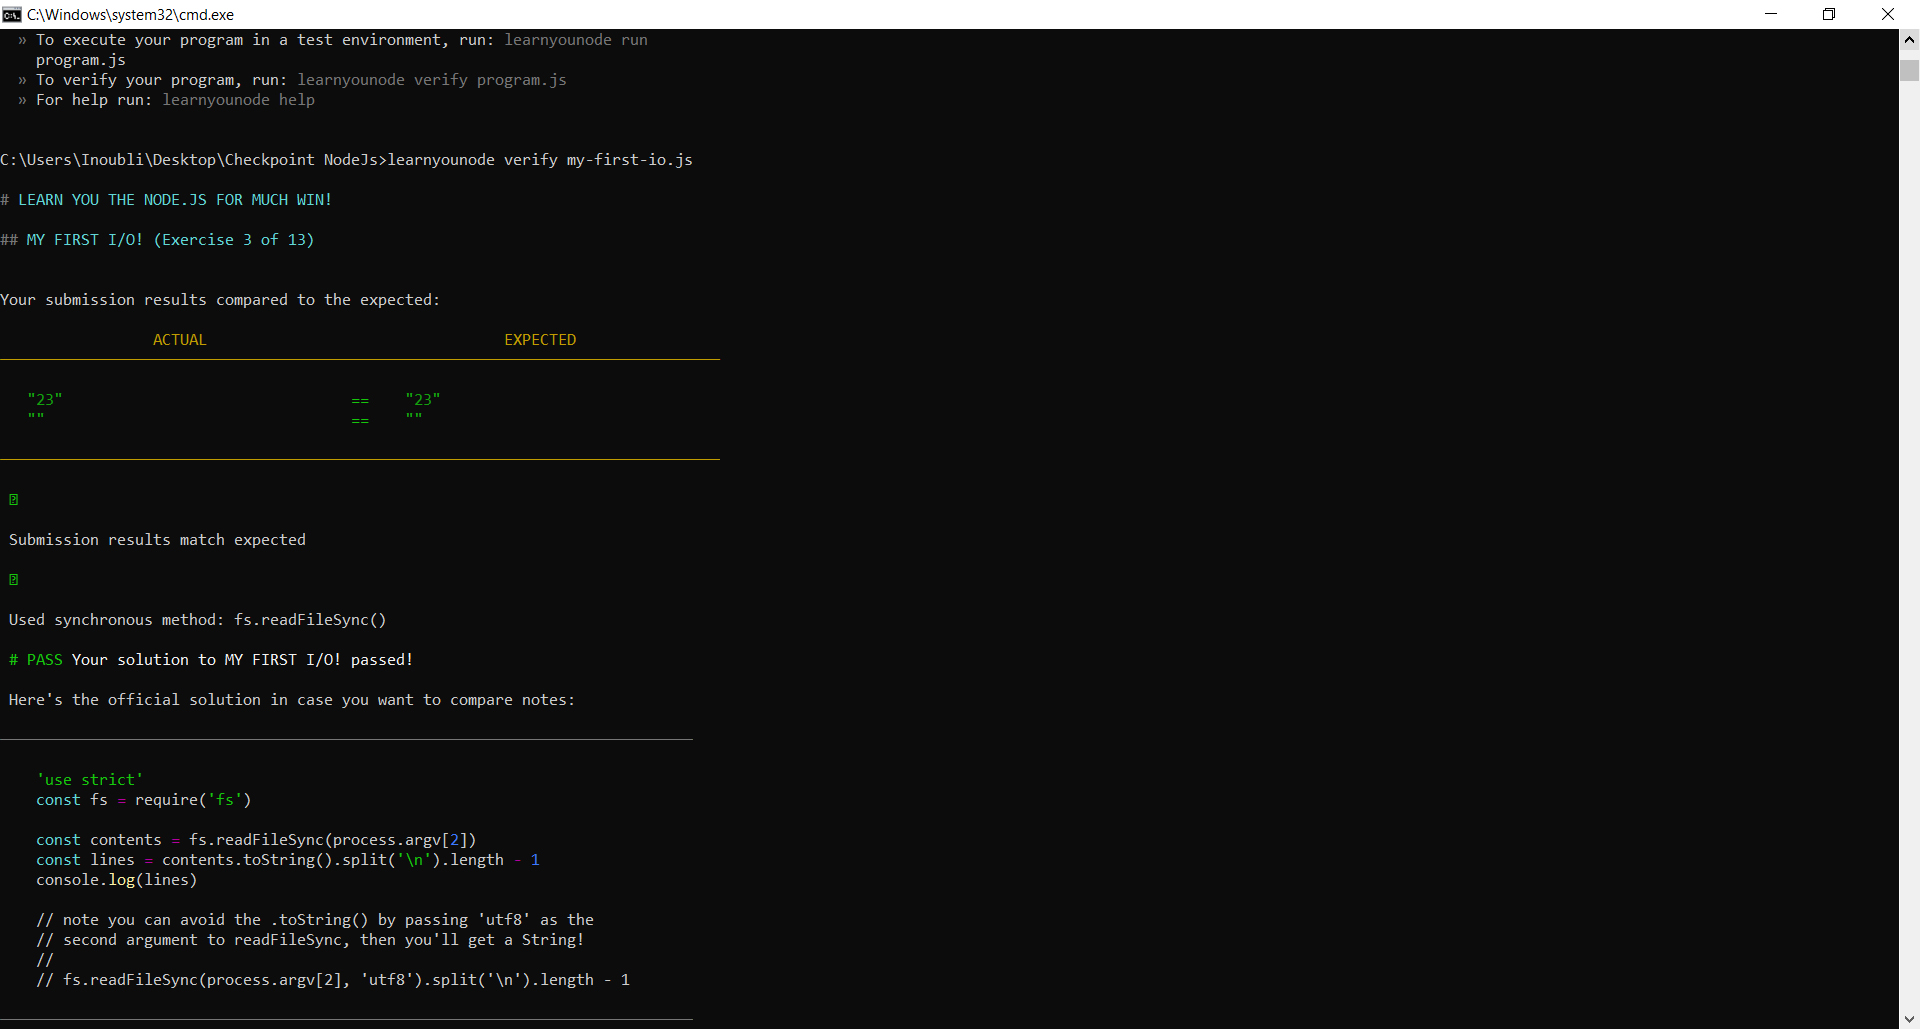 C:\Windows\system32\cmd.exe
» To execute your program in a test environment, run: learnyounode run
program.js
» To verify your program, run: learnyounode verify program.js
» For help run: learnyounode help
C:\Users\Inoubli\Desktop\Checkpoint NodeJs>learnyounode verify my-first-io.js
# LEARN YOU THE NODE.JS FOR MUCH WIN!
## MY FIRST I/O! (Exercise 3 of 13)
Your submission results compared to the expected:
ACTUAL EXPECTED
"23" == "23"
"" == ""
Submission results match expected
Used synchronous method: fs.readFileSync()
# PASS Your solution to MY FIRST I/O! passed!
Here's the official solution in case you want to compare notes:
'use strict'
const fs = require('fs')
const contents = fs.readFileSync(process.argv[2])
const lines = contents.toString().split('\n').length - 1
console.log(lines)
// note you can avoid the .toString() by passing 'utf8' as the
// second argument to readFileSync, then you'll get a String!
//
// fs.readFileSync(process.argv[2], 'utf8').split('\n').length - 1